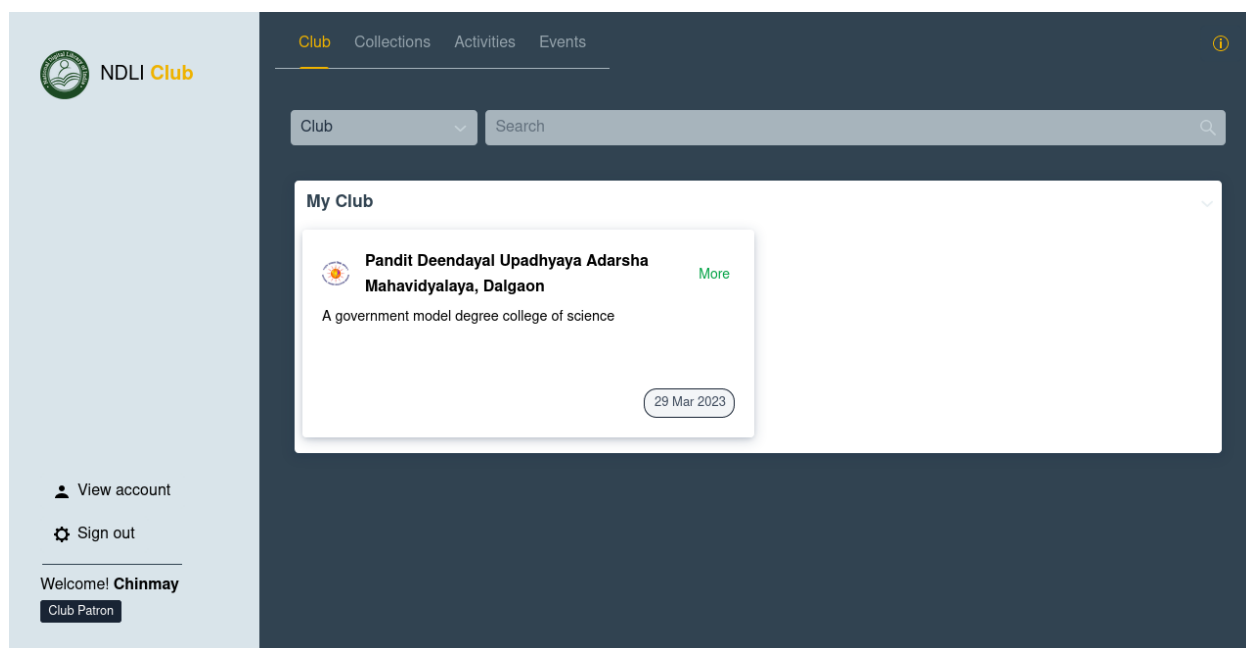 NDLI Club
Club Collections Activities Events
Club
Search
My Club
Pandit Deendayal Upadhyaya Adarsha
Mahavidyalaya, Dalgaon
More
A government model degree college of science
29 Mar 2023
View account
Sign out
Welcome! Chinmay
Club Patron